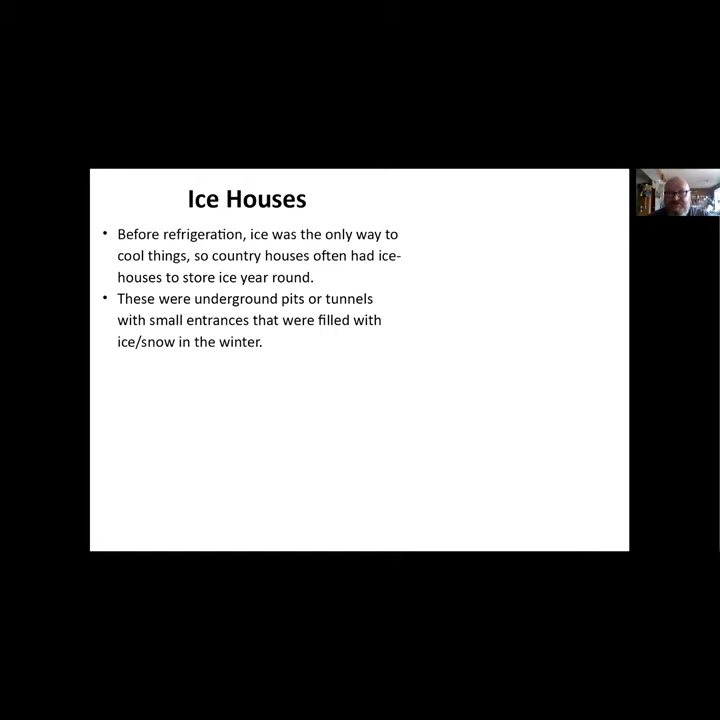 Ice Houses
• Before refrigeration, ice was the only way to
cool things, so country houses often had ice-
houses to store ice year round.
• These were underground pits or tunnels
with small entrances that were filled with
ice/snow in the winter.